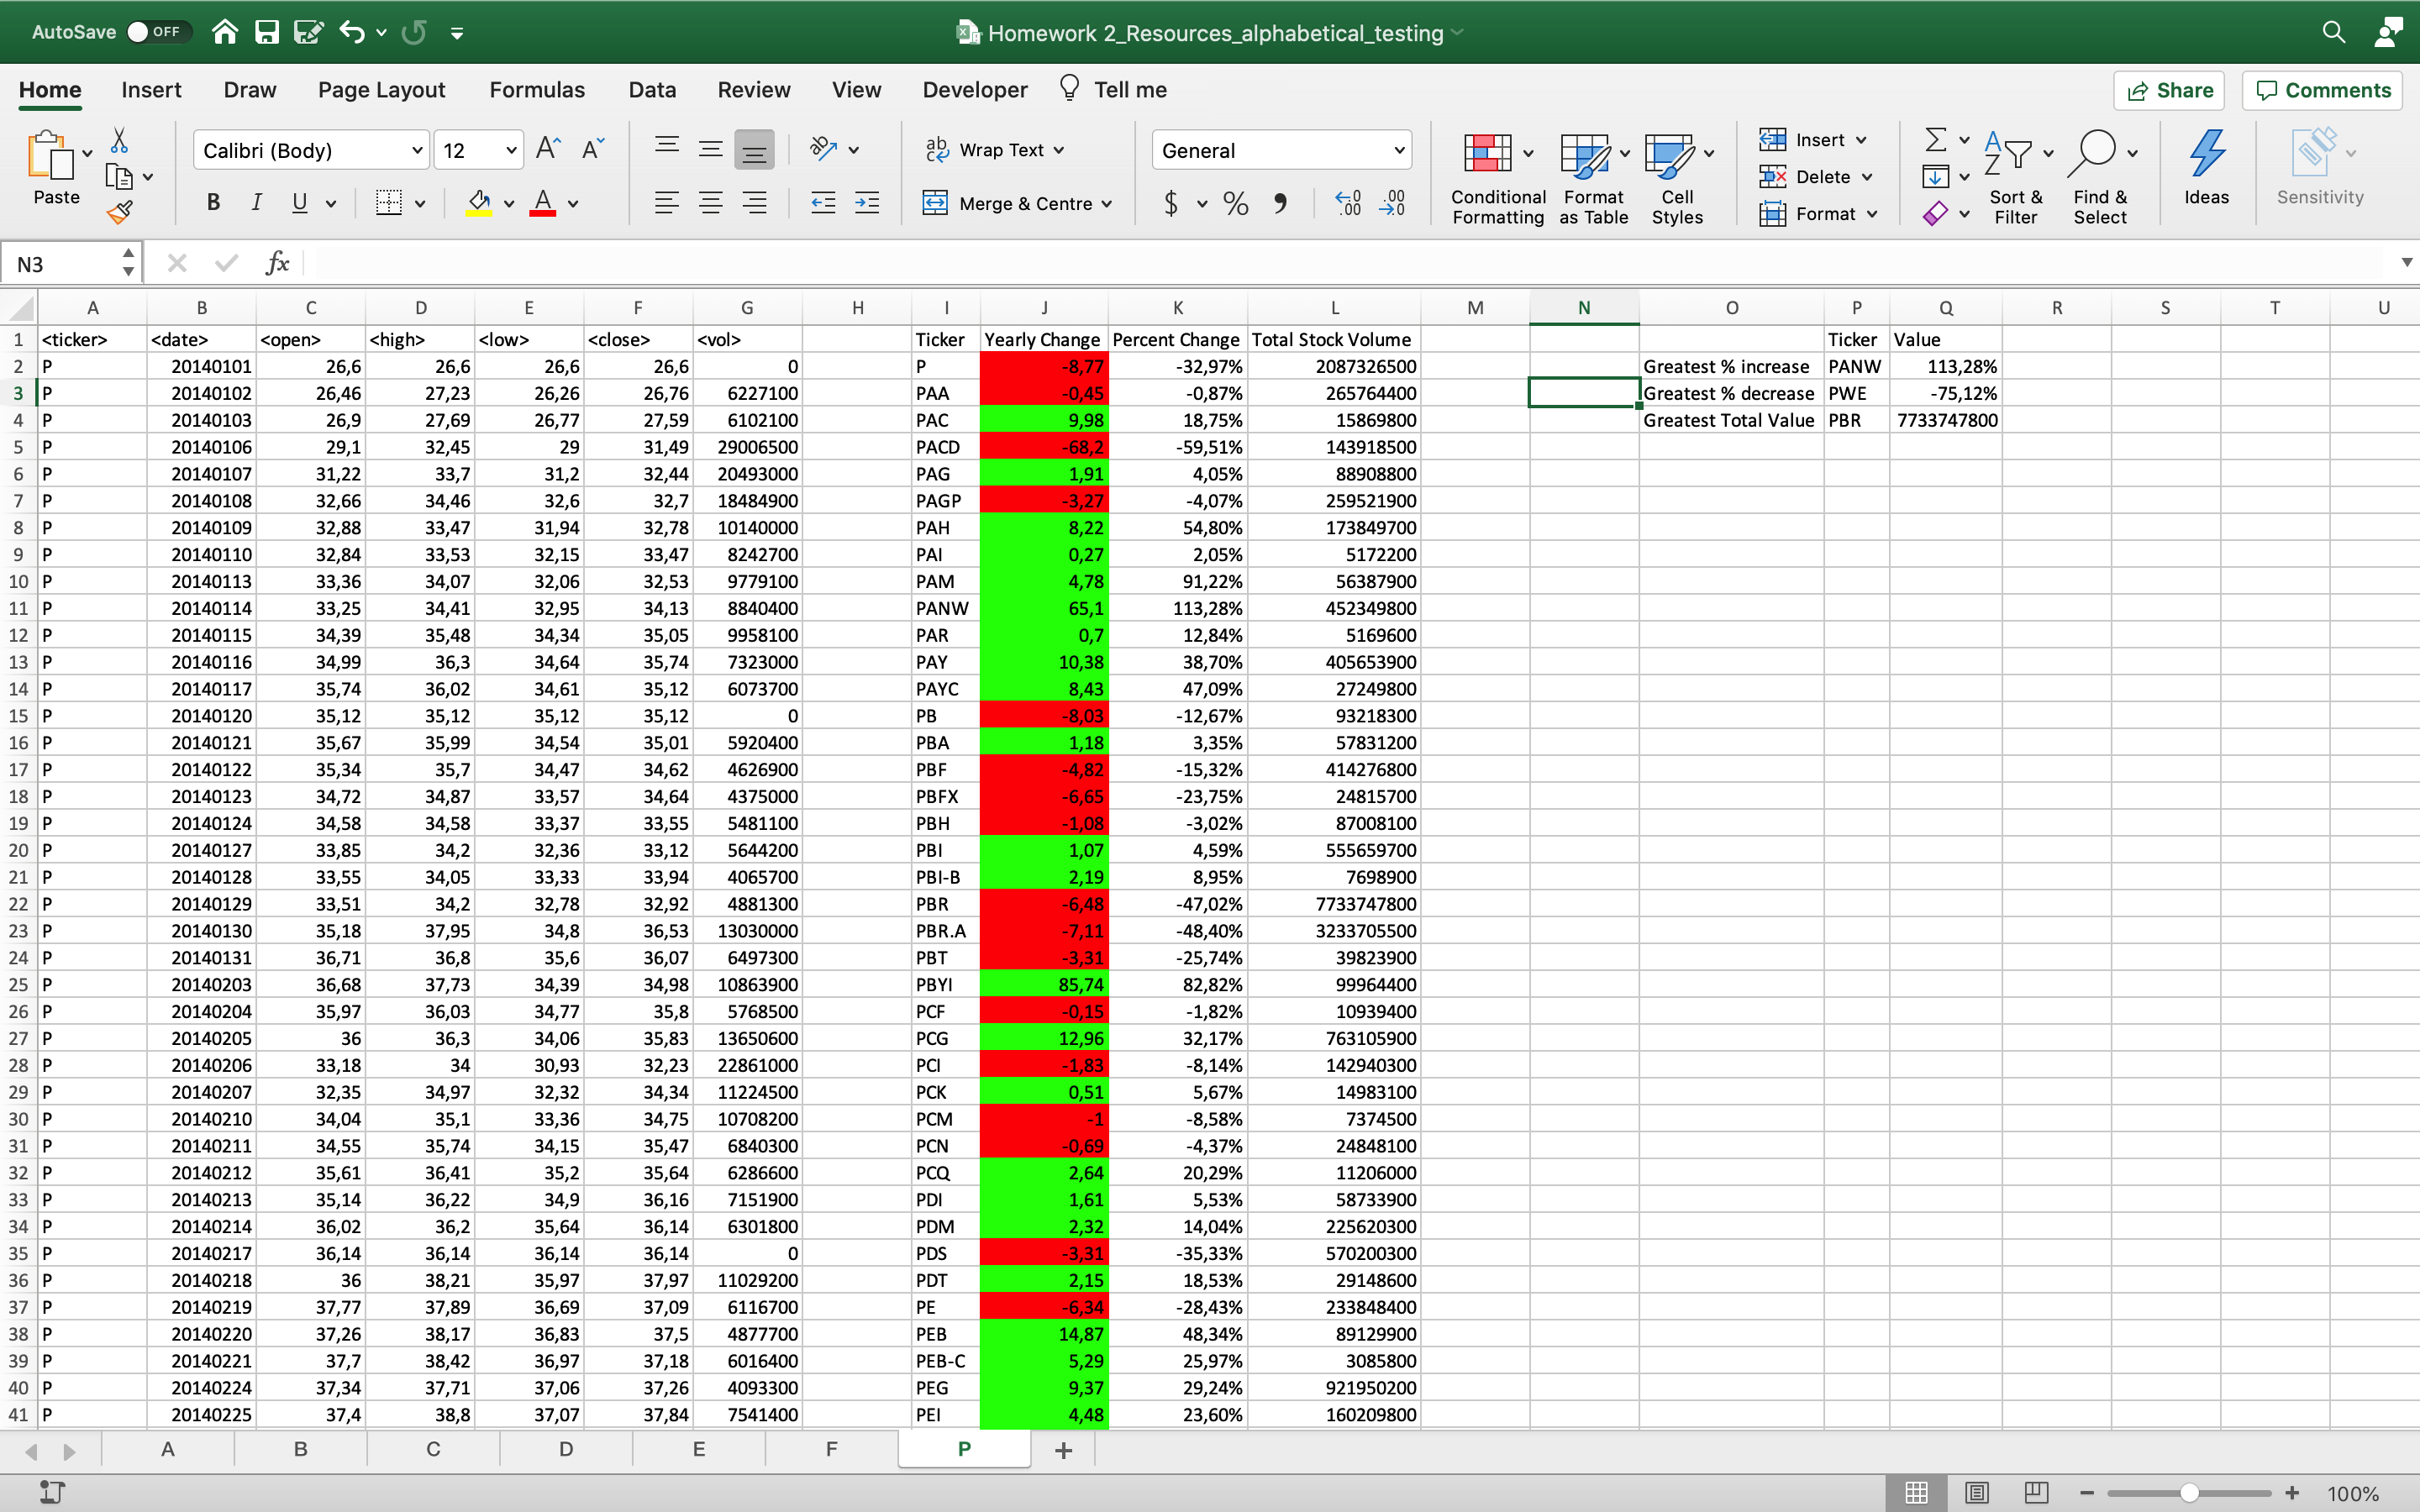 AutoSave OFF Homework 2_Resources_alphabetical_testing
Home Insert Draw Page Layout Formulas Data Review View Developer Tell me Share Comments
Paste Calibri (Body) 12 A^ A˅ Wrap Text General Conditional Formatting Format as Table Cell Styles Insert Delete Format Sort & Filter Find & Select Ideas Sensitivity
B I U A Merge & Centre $ % 9
N3 fx
A B C D E F G H I J K L M N O P Q R S T U
1 <ticker> <date> <open> <high> <low> <close> <vol> Ticker Yearly Change Percent Change Total Stock Volume Ticker Value
2 P 20140101 26,6 26,6 26,6 26,6 0 P -8,77 -32,97% 2087326500 Greatest % increase PANW 113,28%
3 P 20140102 26,46 27,23 26,26 26,76 6227100 PAA -0,45 -0,87% 265764400 Greatest % decrease PWE -75,12%
4 P 20140103 26,9 27,69 26,77 27,59 6102100 PAC 9,98 18,75% 15869800 Greatest Total Value PBR 7733747800
5 P 20140106 29,1 32,45 29 31,49 29006500 PACD -68,2 -59,51% 143918500
6 P 20140107 31,22 33,7 31,2 32,44 20493000 PAG 1,91 4,05% 88908800
7 P 20140108 32,66 34,46 32,6 32,7 18484900 PAGP -3,27 -4,07% 259521900
8 P 20140109 32,88 33,47 31,94 32,78 10140000 PAH 8,22 54,80% 173849700
9 P 20140110 32,84 33,53 32,15 33,47 8242700 PAI 0,27 2,05% 5172200
10 P 20140113 33,36 34,07 32,06 32,53 9779100 PAM 4,78 91,22% 56387900
11 P 20140114 33,25 34,41 32,95 34,13 8840400 PANW 65,1 113,28% 452349800
12 P 20140115 34,39 35,48 34,34 35,05 9958100 PAR 0,7 12,84% 5169600
13 P 20140116 34,99 36,3 34,64 35,74 7323000 PAY 10,38 38,70% 405653900
14 P 20140117 35,74 36,02 34,61 35,12 6073700 PAYC 8,43 47,09% 27249800
15 P 20140120 35,12 35,12 35,12 35,12 0 PB -8,03 -12,67% 93218300
16 P 20140121 35,67 35,99 34,54 35,01 5920400 PBA 1,18 3,35% 57831200
17 P 20140122 35,34 35,7 34,47 34,62 4626900 PBF -4,82 -15,32% 414276800
18 P 20140123 34,72 34,87 33,57 34,64 4375000 PBFX -6,65 -23,75% 24815700
19 P 20140124 34,58 34,58 33,37 33,55 5481100 PBH -1,08 -3,02% 87008100
20 P 20140127 33,85 34,2 32,36 33,12 5644200 PBI 1,07 4,59% 555659700
21 P 20140128 33,55 34,05 33,33 33,94 4065700 PBI-B 2,19 8,95% 7698900
22 P 20140129 33,51 34,2 32,78 32,92 4881300 PBR -6,48 -47,02% 7733747800
23 P 20140130 35,18 37,95 34,8 36,53 13030000 PBR.A -7,11 -48,40% 3233705500
24 P 20140131 36,71 36,8 35,6 36,07 6497300 PBT -3,31 -25,74% 39823900
25 P 20140203 36,68 37,73 34,39 34,98 10863900 PBYI 85,74 82,82% 99964400
26 P 20140204 35,97 36,03 34,77 35,8 5768500 PCF -0,15 -1,82% 10939400
27 P 20140205 36 36,3 34,06 35,83 13650600 PCG 12,96 32,17% 763105900
28 P 20140206 33,18 34 30,93 32,23 22861000 PCI -1,83 -8,14% 142940300
29 P 20140207 32,35 34,97 32,32 34,34 11224500 PCK 0,51 5,67% 14983100
30 P 20140210 34,04 35,1 33,36 34,75 10708200 PCM -1 -8,58% 7374500
31 P 20140211 34,55 35,74 34,15 35,47 6840300 PCN -0,69 -4,37% 24848100
32 P 20140212 35,61 36,41 35,2 35,64 6286600 PCQ 2,64 20,29% 11206000
33 P 20140213 35,14 36,22 34,9 36,16 7151900 PDI 1,61 5,53% 58733900
34 P 20140214 36,02 36,2 35,64 36,14 6301800 PDM 2,32 14,04% 225620300
35 P 20140217 36,14 36,14 36,14 36,14 0 PDS -3,31 -35,33% 570200300
36 P 20140218 36 38,21 35,97 37,97 11029200 PDT 2,15 18,53% 29148600
37 P 20140219 37,77 37,89 36,69 37,09 6116700 PE -6,34 -28,43% 233848400
38 P 20140220 37,26 38,17 36,83 37,5 4877700 PEB 14,87 48,34% 89129900
39 P 20140221 37,7 38,42 36,97 37,18 6016400 PEB-C 5,29 25,97% 3085800
40 P 20140224 37,34 37,71 37,06 37,26 4093300 PEG 9,37 29,24% 921950200
41 P 20140225 37,4 38,8 37,07 37,84 7541400 PEI 4,48 23,60% 160209800
A B C D E F P +
100%